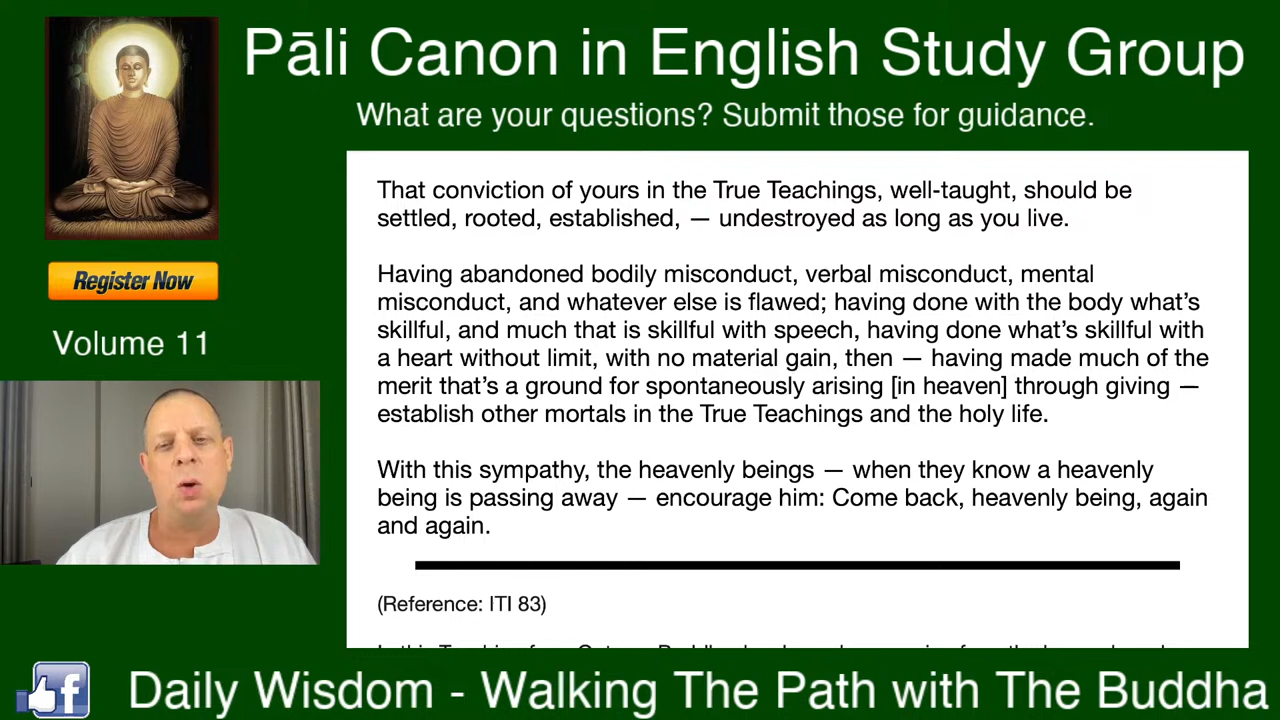 Pāli Canon in English Study Group
What are your questions? Submit those for guidance.
That conviction of yours in the True Teachings, well-taught, should be
settled, rooted, established, — undestroyed as long as you live.
Having abandoned bodily misconduct, verbal misconduct, mental
misconduct, and whatever else is flawed; having done with the body what’s
skillful, and much that is skillful with speech, having done what’s skillful with
a heart without limit, with no material gain, then — having made much of the
merit that’s a ground for spontaneously arising [in heaven] through giving —
establish other mortals in the True Teachings and the holy life.
With this sympathy, the heavenly beings — when they know a heavenly
being is passing away — encourage him: Come back, heavenly being, again
and again.
(Reference: ITI 83)
Register Now
Volume 11
f
Daily Wisdom - Walking The Path with The Buddha